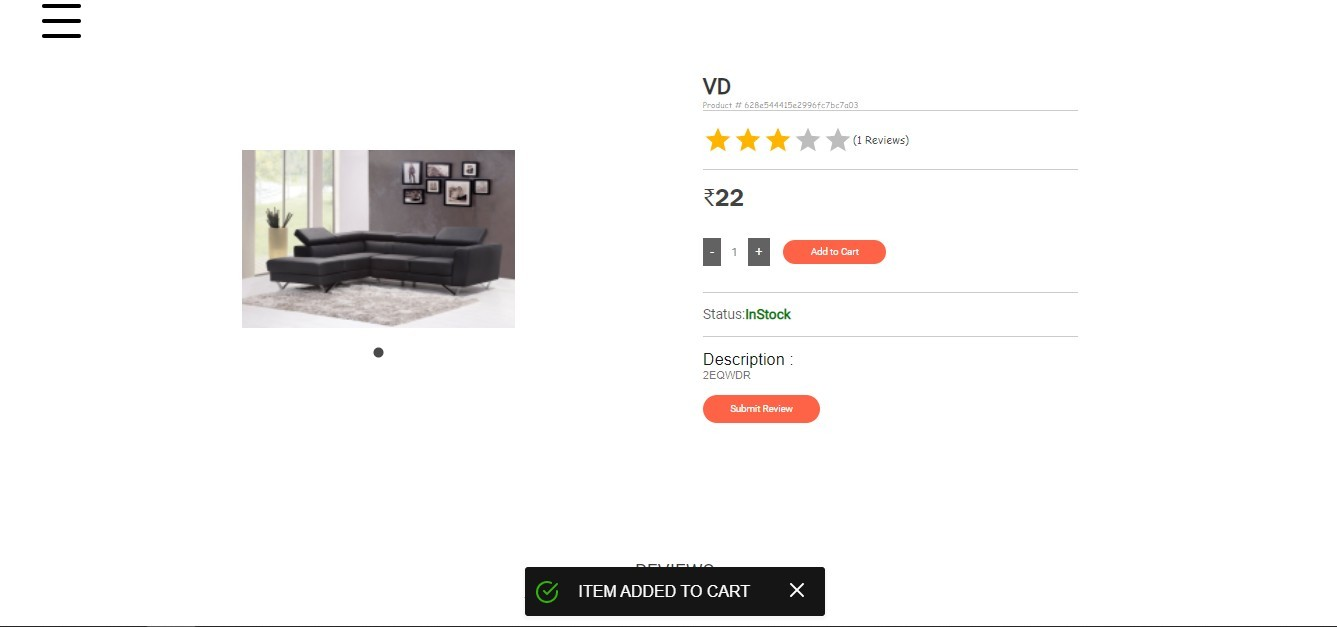 VD
Product # 628e544415e2996fc7bc7a03
(1 Reviews)
₹22
- 1 + Add to Cart
Status:InStock
Description :
2EQWDR
Submit Review
REVIEWS
ITEM ADDED TO CART